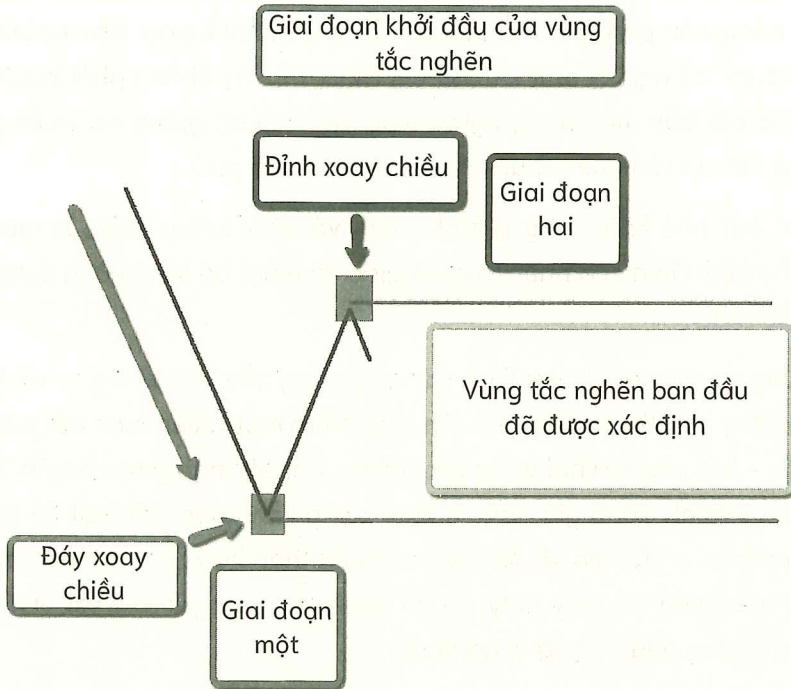 Giai đoạn khởi đầu của vùng
tắc nghẽn
Đỉnh xoay chiều
Giai đoạn
hai
Vùng tắc nghẽn ban đầu
đã được xác định
Đáy xoay
chiều
Giai đoạn
một